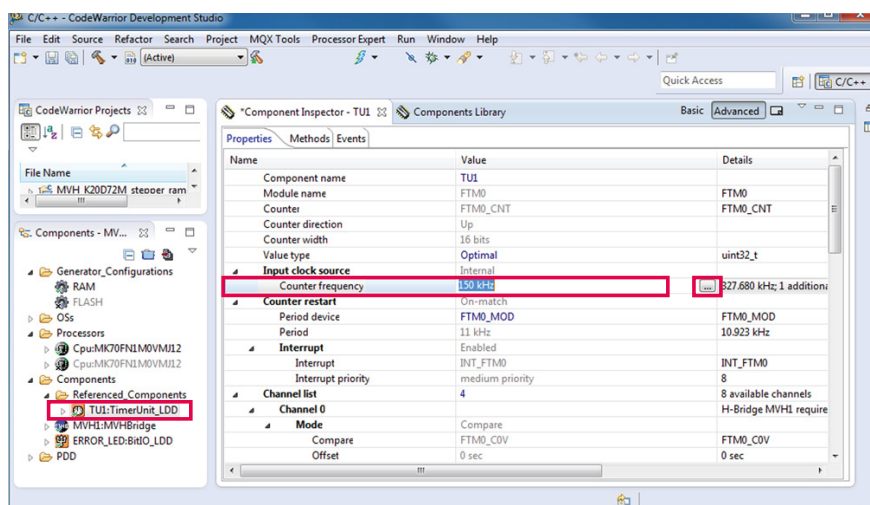 C/C++ - CodeWarrior Development Studio
File Edit Source Refactor Search Project MQX Tools Processor Expert Run Window Help
(Active)
Quick Access
C/C++
CodeWarrior Projects
File Name
MVH_K20D72M_stepper_ram
Components - MV...
Generator_Configurations
RAM
FLASH
OSs
Processors
Cpu:MK70FN1M0VMJ12
Cpu:MK70FN1M0VMJ12
Components
Referenced_Components
TU1:TimerUnit_LDD
MVH1:MVHBridge
ERROR_LED:BitIO_LDD
PDD
*Component Inspector - TU1 Components Library Basic Advanced
Properties Methods Events
Name Value Details
Component name TU1
Module name FTM0 FTM0
Counter FTM0_CNT FTM0_CNT
Counter direction Up
Counter width 16 bits
Value type Optimal uint32_t
Input clock source Internal
Counter frequency 150 kHz ... 327.680 kHz; 1 additiona
Counter restart On-match
Period device FTM0_MOD FTM0_MOD
Period 11 kHz 10.923 kHz
Interrupt Enabled
Interrupt INT_FTM0 INT_FTM0
Interrupt priority medium priority 8
Channel list 4 8 available channels
Channel 0 H-Bridge MVH1 require
Mode Compare
Compare FTM0_C0V FTM0_C0V
Offset 0 sec 0 sec